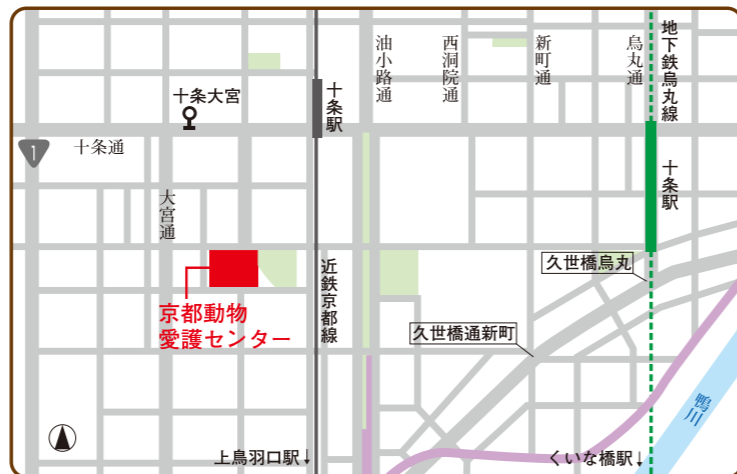 油小路通
西洞院通
新町通
烏丸通
地下鉄烏丸線
十条大宮
十条駅
1
十条通
十条駅
大宮通
久世橋烏丸
近鉄京都線
京都動物
愛護センター
久世橋通新町
鴨川
上鳥羽口駅↓
くいな橋駅↓